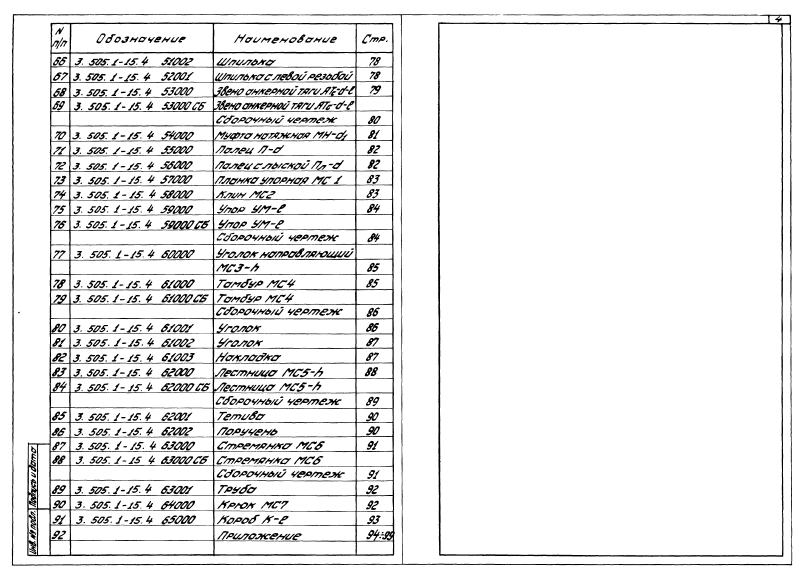 4
N п/п Обозначение Наименование Стр.
66 3.505.1-15.4 51002 Шпилька 78
67 3.505.1-15.4 52001 Шпилька с левой резьбой 78
68 3.505.1-15.4 53000 Звено анкерной тяги АТс-d-ℓ 79
69 3.505.1-15.4 53000 СБ Звено анкерной тяги АТс-d-ℓ
Сборочный чертеж 80
70 3.505.1-15.4 54000 Муфта натяжная МН-d₁ 81
71 3.505.1-15.4 55000 Палец П-d 82
72 3.505.1-15.4 56000 Палец с лыской Пл-d 82
73 3.505.1-15.4 57000 Планка упорная МС 1 83
74 3.505.1-15.4 58000 Клин МС2 83
75 3.505.1-15.4 59000 Упор УМ-ℓ 84
76 3.505.1-15.4 59000 СБ Упор УМ-ℓ
Сборочный чертеж 84
77 3.505.1-15.4 60000 Уголок направляющий
МС3-h 85
78 3.505.1-15.4 61000 Тамбур МС4 85
79 3.505.1-15.4 61000 СБ Тамбур МС4
Сборочный чертеж 86
80 3.505.1-15.4 61001 Уголок 86
81 3.505.1-15.4 61002 Уголок 87
82 3.505.1-15.4 61003 Накладка 87
83 3.505.1-15.4 62000 Лестница МС5-h 88
84 3.505.1-15.4 62000 СБ Лестница МС5-h
Сборочный чертеж 89
85 3.505.1-15.4 62001 Тетива 90
86 3.505.1-15.4 62002 Поручень 90
87 3.505.1-15.4 63000 Стремянка МС6 91
88 3.505.1-15.4 63000 СБ Стремянка МС6
Сборочный чертеж 91
89 3.505.1-15.4 63001 Труба 92
90 3.505.1-15.4 64000 Крюк МС7 92
91 3.505.1-15.4 65000 Короб К-ℓ 93
92 Приложение 94÷99
Инв. № подл. Подпись и дата